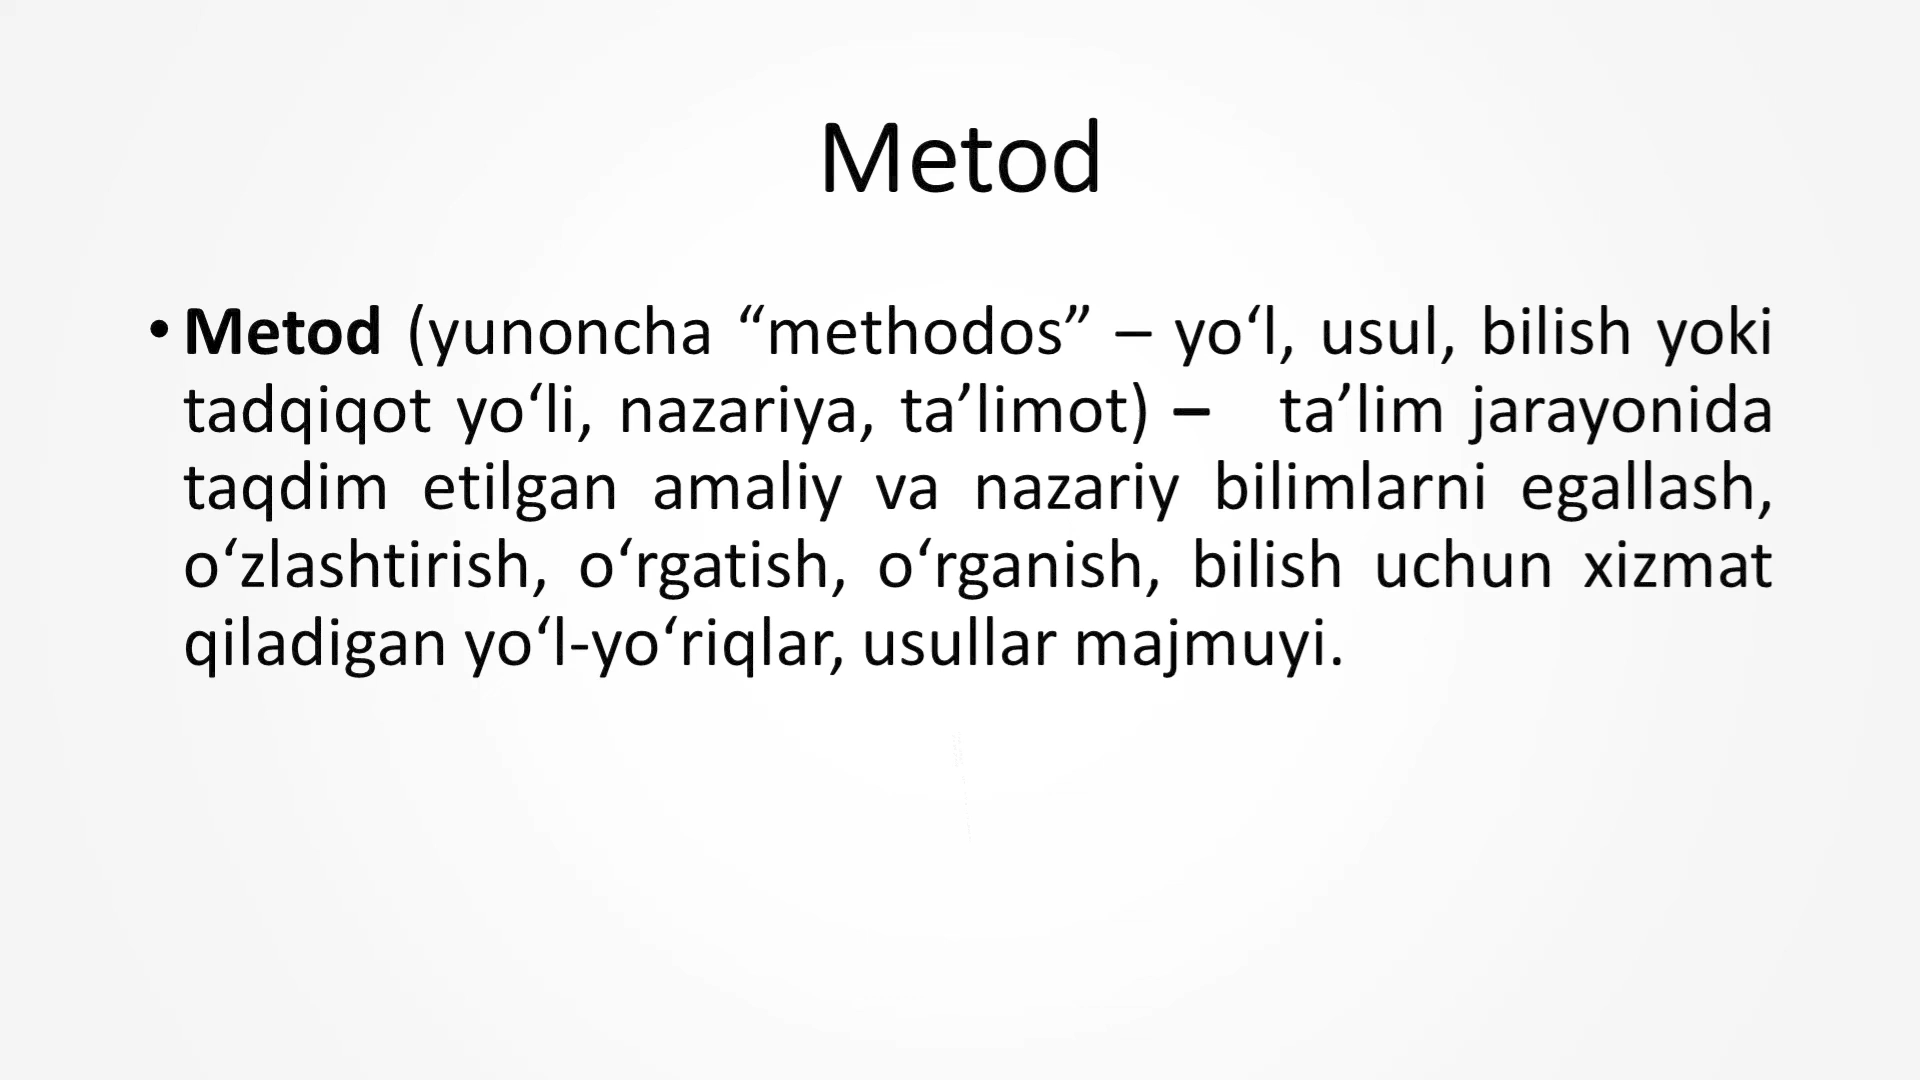 Metod
• Metod (yunoncha “methodos” – yo‘l, usul, bilish yoki
tadqiqot yo‘li, nazariya, ta’limot) – ta’lim jarayonida
taqdim etilgan amaliy va nazariy bilimlarni egallash,
o‘zlashtirish, o‘rgatish, o‘rganish, bilish uchun xizmat
qiladigan yo‘l-yo‘riqlar, usullar majmuyi.